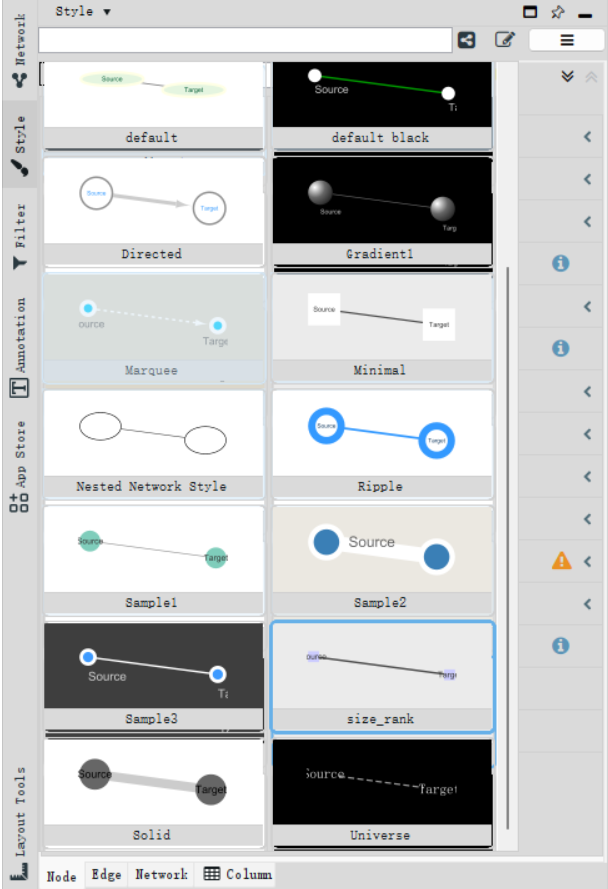 Style ▼
Network
Style
Filter
Annotation
App Store
Layout Tools
Source
Target
default
Source
default black
Source
Target
Directed
Source
Targ
Gradient1
ource
Targe
Marquee
Source
Target
Minimal
Nested Network Style
Source
Target
Ripple
Source
Target
Sample1
Source
Sample2
Source
Ta
Sample3
ource
Targe
size_rank
Source
Target
Solid
Source
Target
Universe
Node Edge Network Column